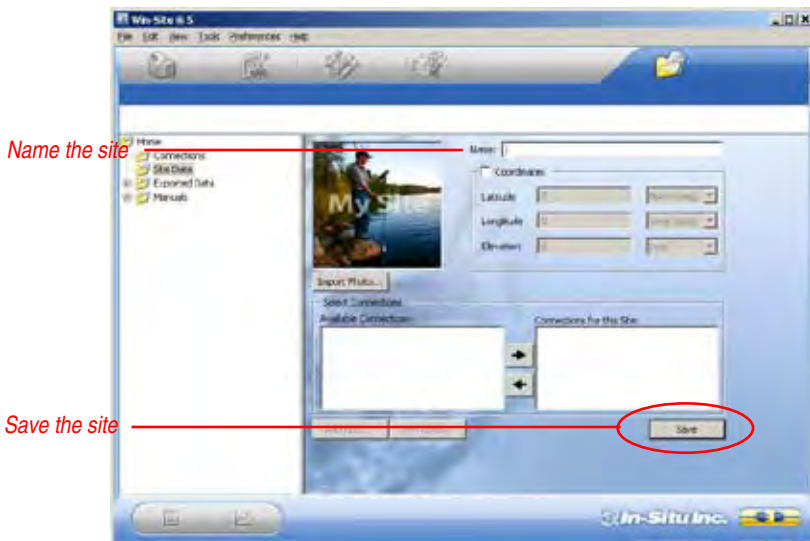 Win-Situ® 5
File Edit View Tools Preferences Help
Name the site
Home
Connections
Site Data
Exported Data
Manuals
My Site
Name:
Coordinates
Latitude
Longitude
Elevation
Import Photo...
Select Connections
Available Connections
Connections for this Site
Save the site
Save
In-Situ Inc.